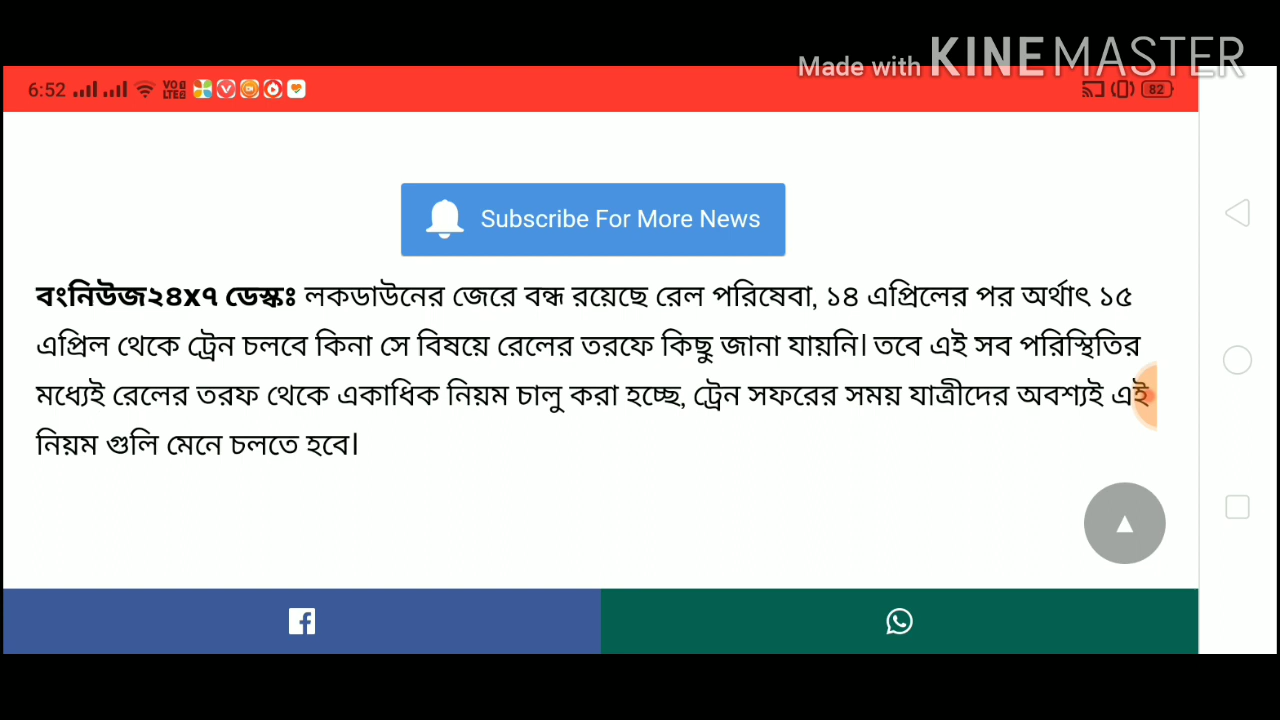 Made with KINEMASTER
6:52 VO LTE 82
Subscribe For More News
বংনিউজ২৪x৭ ডেস্কঃ লকডাউনের জেরে বন্ধ রয়েছে রেল পরিষেবা, ১৪ এপ্রিলের পর অর্থাৎ ১৫
এপ্রিল থেকে ট্রেন চলবে কিনা সে বিষয়ে রেলের তরফে কিছু জানা যায়নি। তবে এই সব পরিস্থিতির
মধ্যেই রেলের তরফ থেকে একাধিক নিয়ম চালু করা হচ্ছে, ট্রেন সফরের সময় যাত্রীদের অবশ্যই এই
নিয়ম গুলি মেনে চলতে হবে।